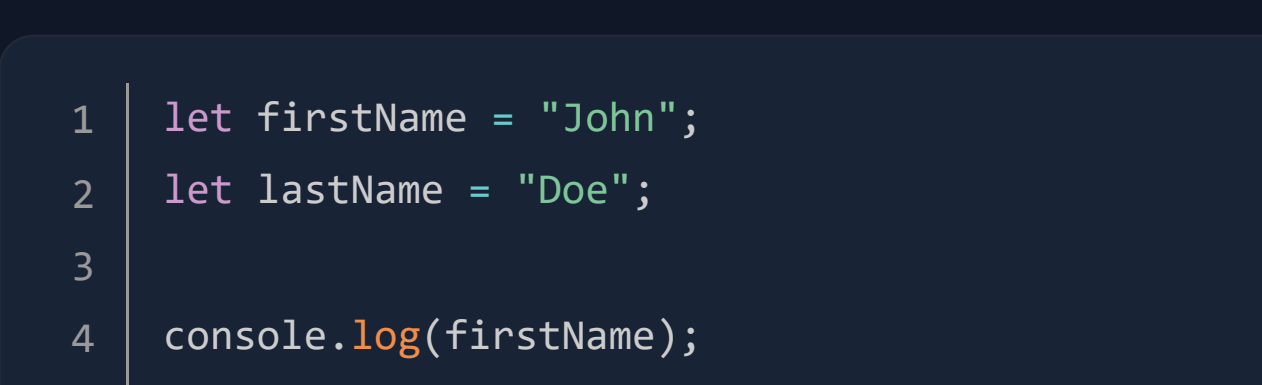 1 let firstName = "John";
2 let lastName = "Doe";
3
4 console.log(firstName);